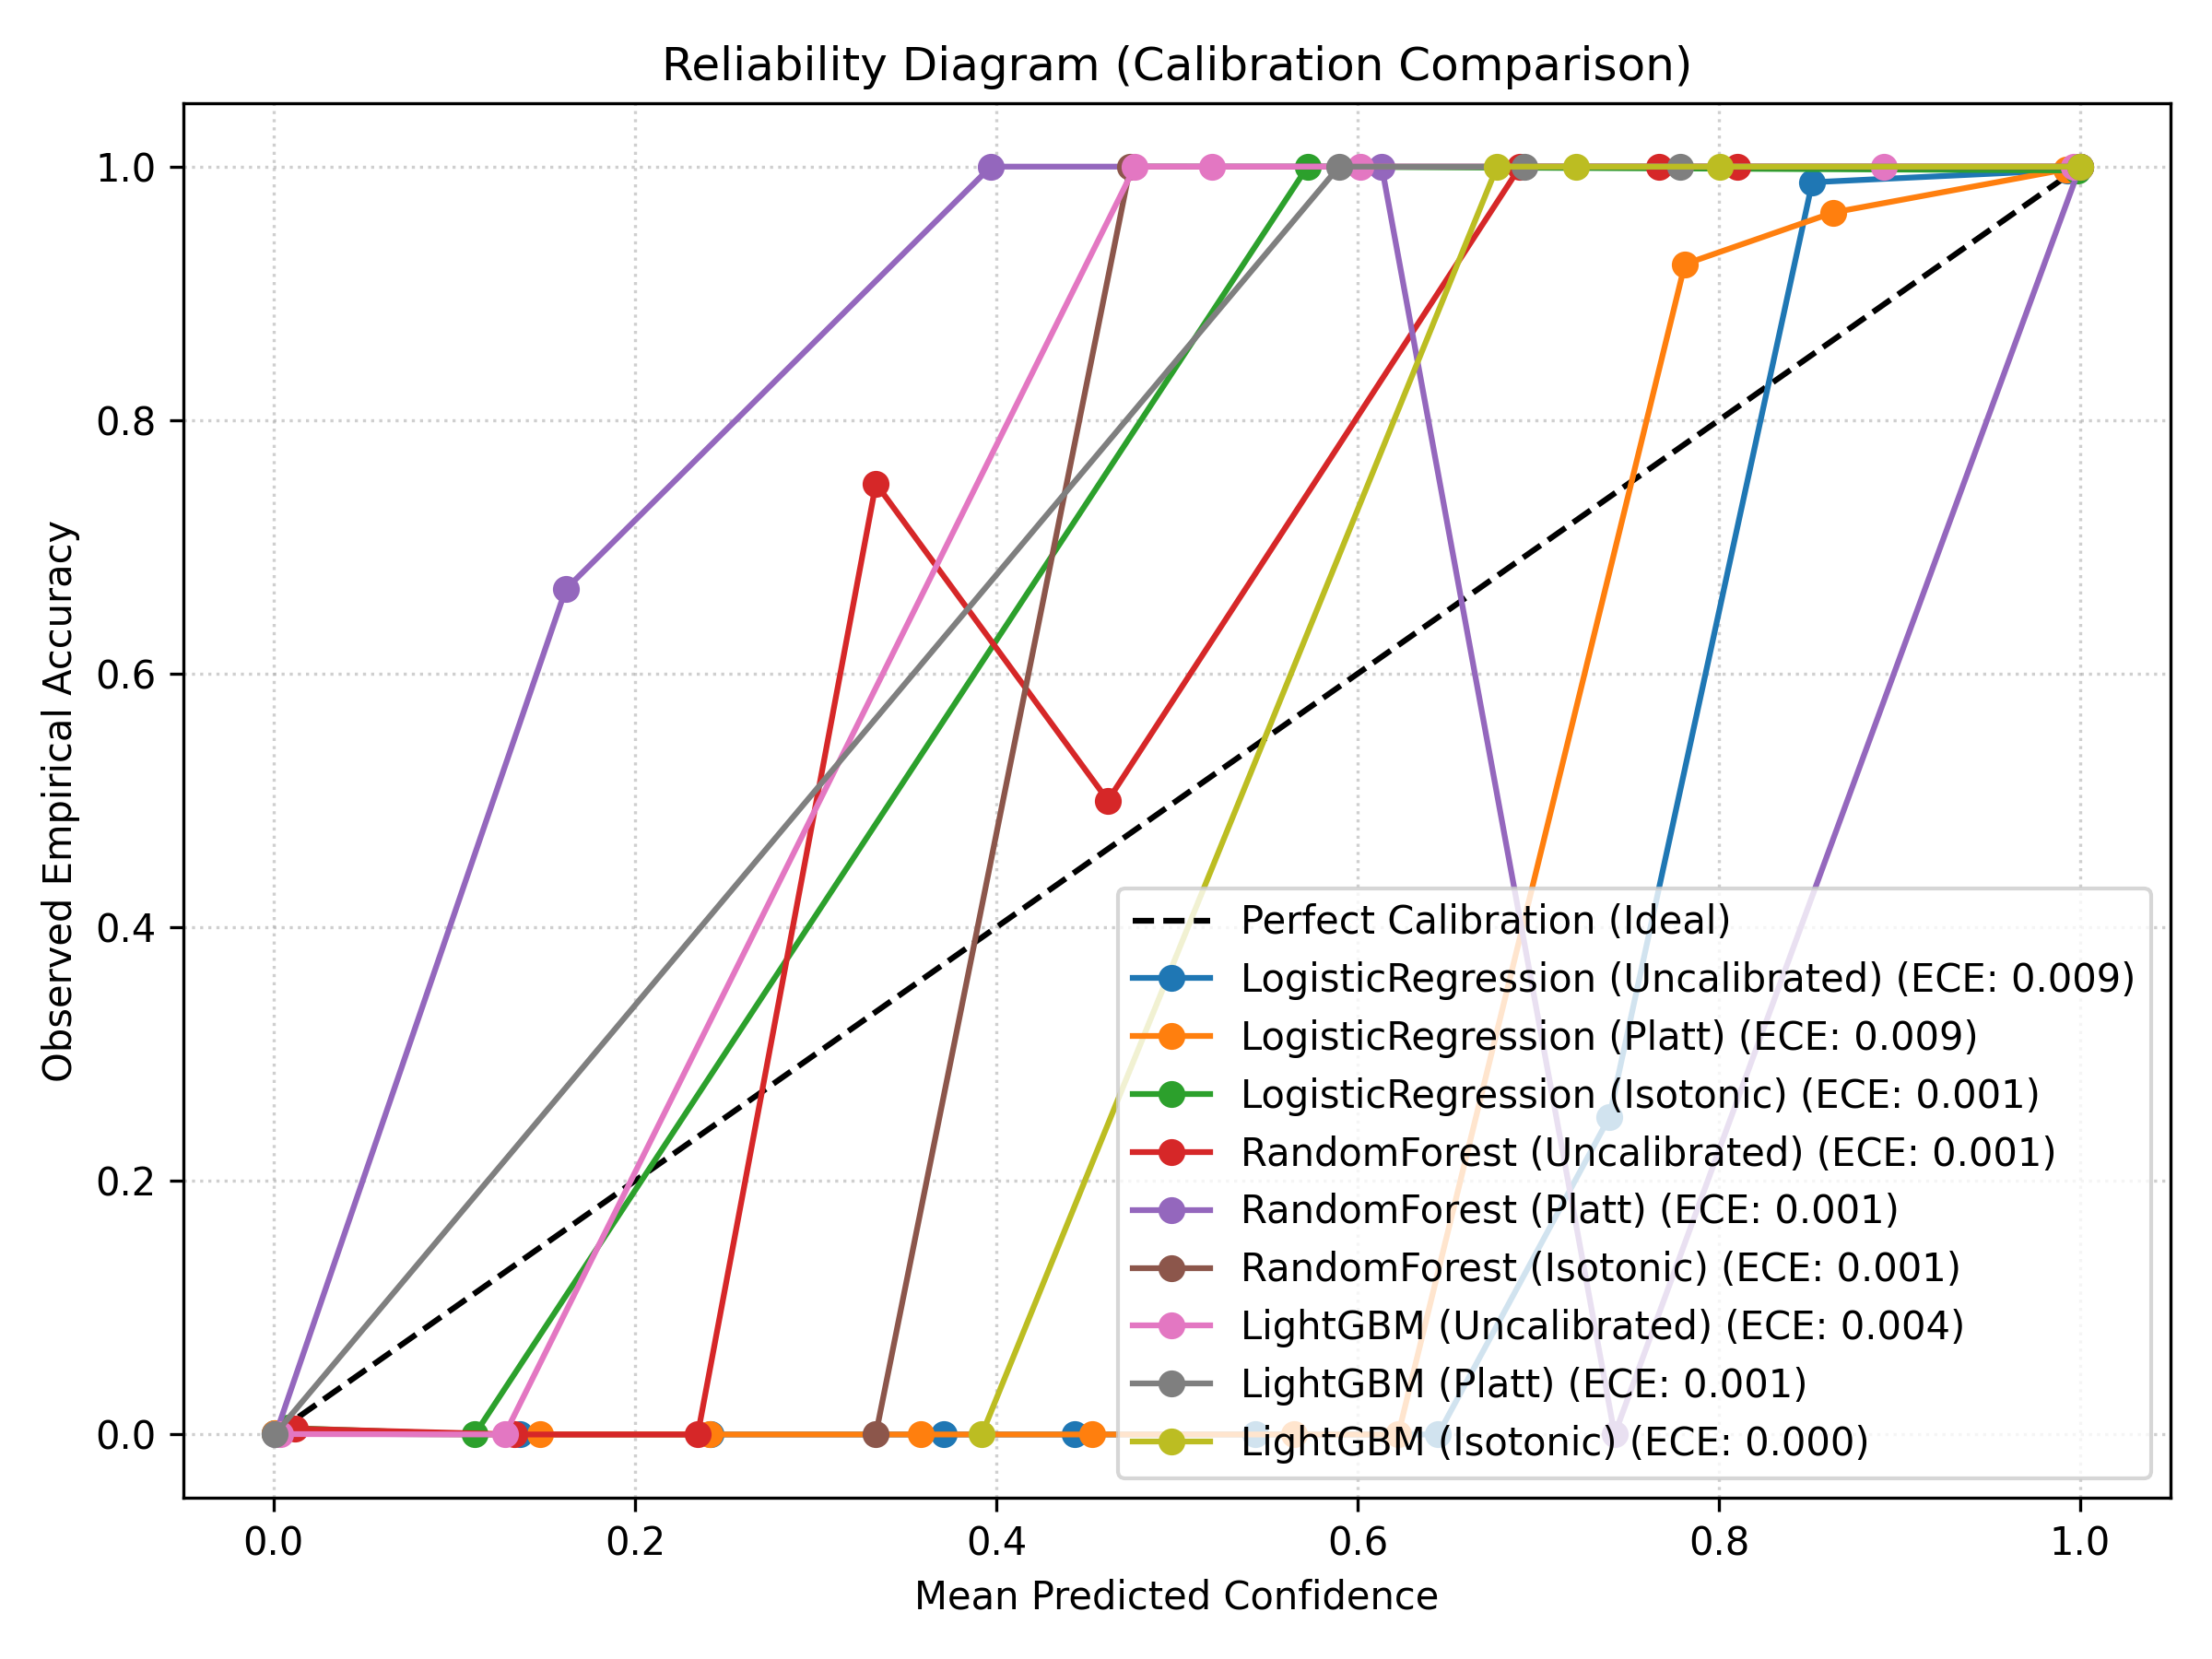 Reliability Diagram (Calibration Comparison)
1.0
0.8
0.6
0.4
0.2
0.0
Observed Empirical Accuracy
Perfect Calibration (Ideal)
LogisticRegression (Uncalibrated) (ECE: 0.009)
LogisticRegression (Platt) (ECE: 0.009)
LogisticRegression (Isotonic) (ECE: 0.001)
RandomForest (Uncalibrated) (ECE: 0.001)
RandomForest (Platt) (ECE: 0.001)
RandomForest (Isotonic) (ECE: 0.001)
LightGBM (Uncalibrated) (ECE: 0.004)
LightGBM (Platt) (ECE: 0.001)
LightGBM (Isotonic) (ECE: 0.000)
0.0 0.2 0.4 0.6 0.8 1.0
Mean Predicted Confidence